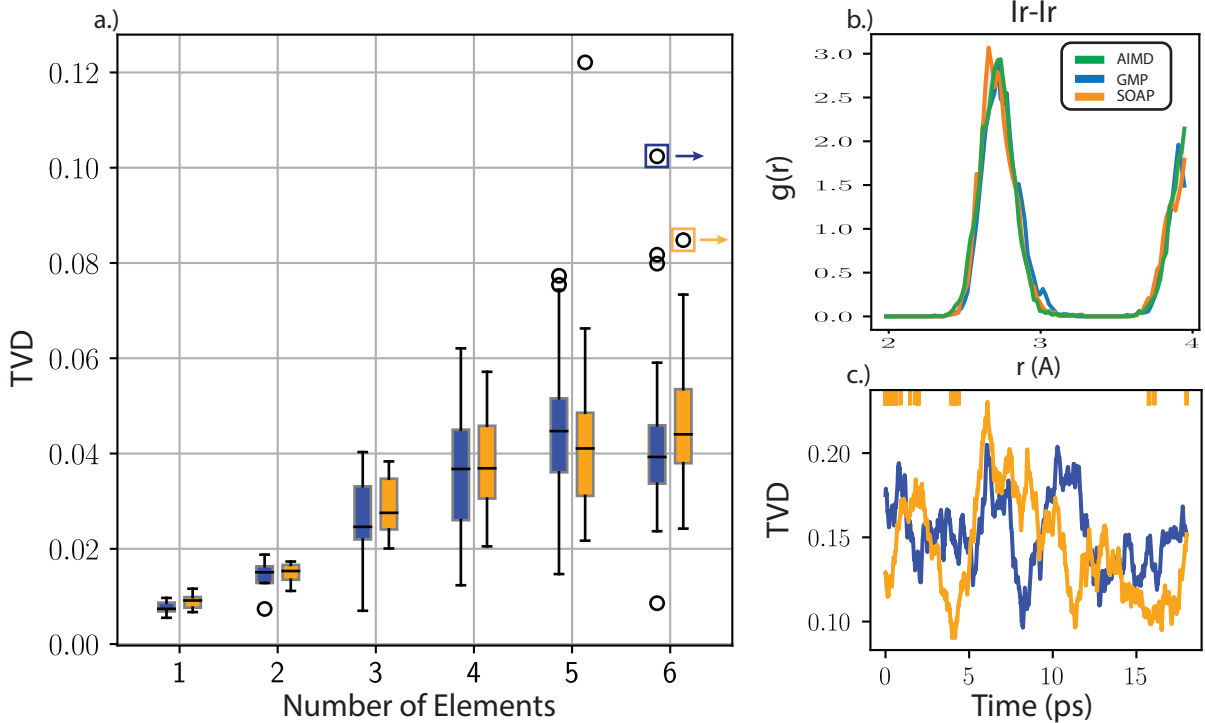 a.)
TVD
0.12
0.10
0.08
0.06
0.04
0.02
0.00
1 2 3 4 5 6
Number of Elements
b.)
Ir-Ir
g(r)
3.0
2.5
2.0
1.5
1.0
0.5
0.0
AIMD
GMP
SOAP
2 3 4
r (A)
c.)
TVD
0.20
0.15
0.10
0 5 10 15
Time (ps)